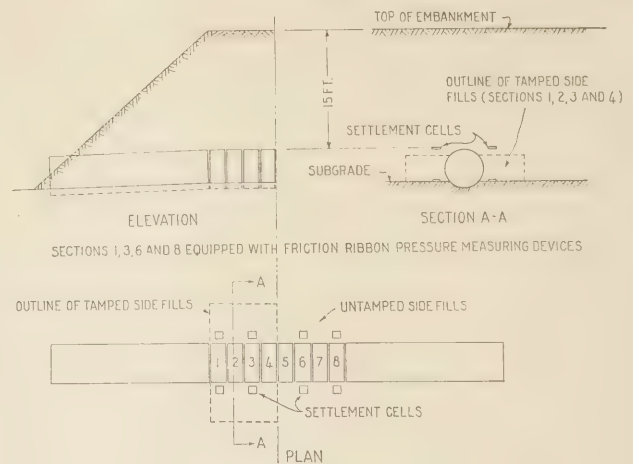 TOP OF EMBANKMENT
15 FT.
OUTLINE OF TAMPED SIDE
FILLS (SECTIONS 1, 2, 3 AND 4)
SETTLEMENT CELLS
SUBGRADE
ELEVATION
SECTION A-A
SECTIONS 1, 3, 6 AND 8 EQUIPPED WITH FRICTION RIBBON PRESSURE MEASURING DEVICES
A
OUTLINE OF TAMPED SIDE FILLS
UNTAMPED SIDE FILLS
1 2 3 4 5 6 7 8
SETTLEMENT CELLS
A
PLAN